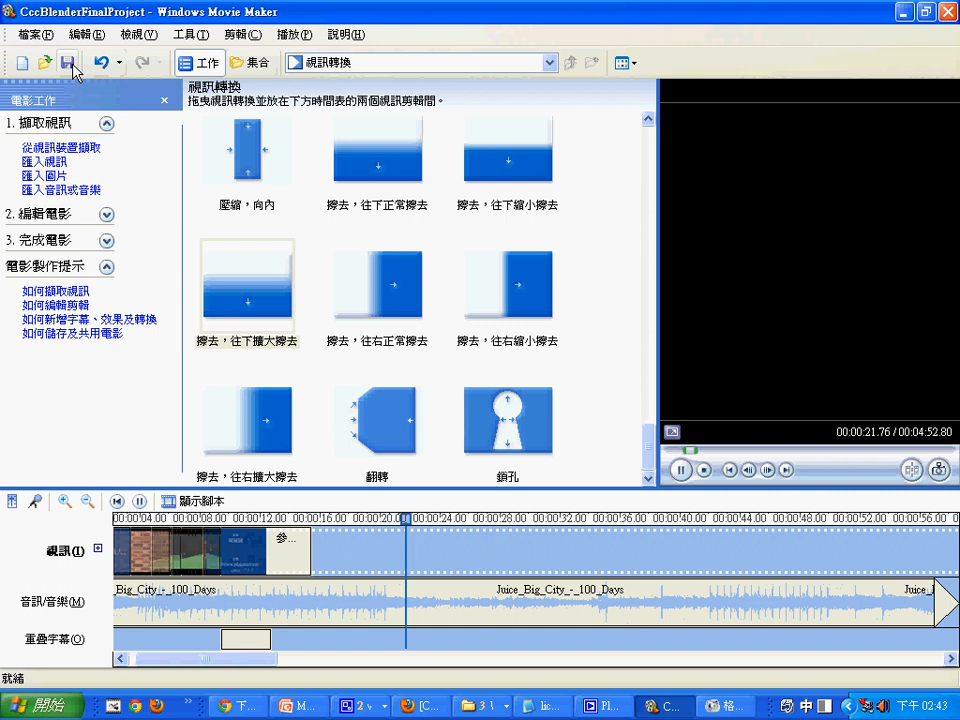 CccBlenderFinalProject - Windows Movie Maker
檔案(F) 編輯(E) 檢視(V) 工具(T) 剪輯(C) 播放(P) 說明(H)
工作 集合 視訊轉換
電影工作
視訊轉換
拖曳視訊轉換並放在下方時間表的兩個視訊剪輯間。
1. 擷取視訊
從視訊裝置擷取
匯入視訊
匯入圖片
匯入音訊或音樂
2. 編輯電影
3. 完成電影
電影製作提示
如何擷取視訊
如何編輯剪輯
如何新增字幕、效果及轉換
如何儲存及共用電影
壓縮，向內
擦去，往下正常擦去
擦去，往下縮小擦去
擦去，往下擴大擦去
擦去，往右正常擦去
擦去，往右縮小擦去
擦去，往右擴大擦去
翻轉
鎖孔
00:00:21.76 / 00:04:52.80
顯示腳本
00:00:04.00 00:00:08.00 00:00:12.00 00:00:16.00 00:00:20.00 00:00:24.00 00:00:28.00 00:00:32.00 00:00:36.00 00:00:40.00 00:00:44.00 00:00:48.00 00:00:52.00 00:00:56.00
視訊(I)
參...
音訊/音樂(M)
Big_City_-_100_Days
Juice_Big_City_-_100_Days
重疊字幕(O)
就緒
開始
下...
M...
2
[C...
3
lic...
Pl...
C...
格...
中
下午 02:43